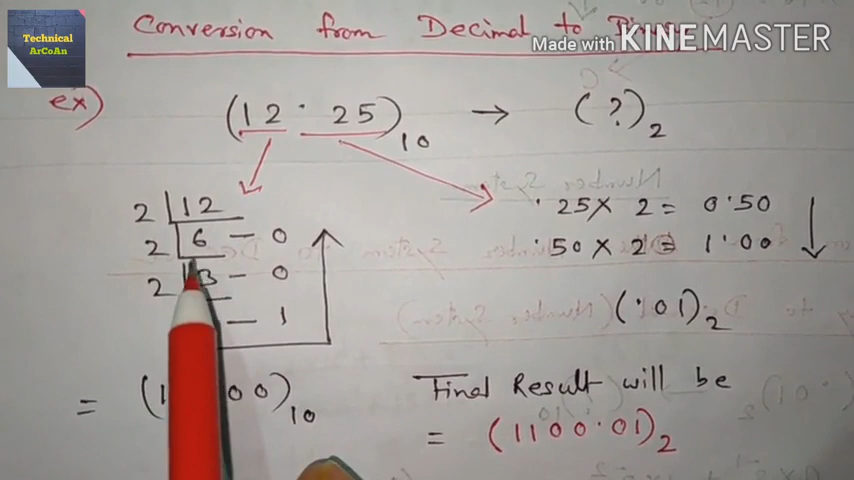 Technical
ArCoAn
Conversion from Decimal to
Made with KINEMASTER
ex) (12.25)10 → (?)2
2 | 12
2 | 6 — 0
2 | 3 — 0
— 1
.25 x 2 = 0.50
.50 x 2 = 1.00
(.01)2
= (1 00)10
Final Result will be
= (1100.01)2